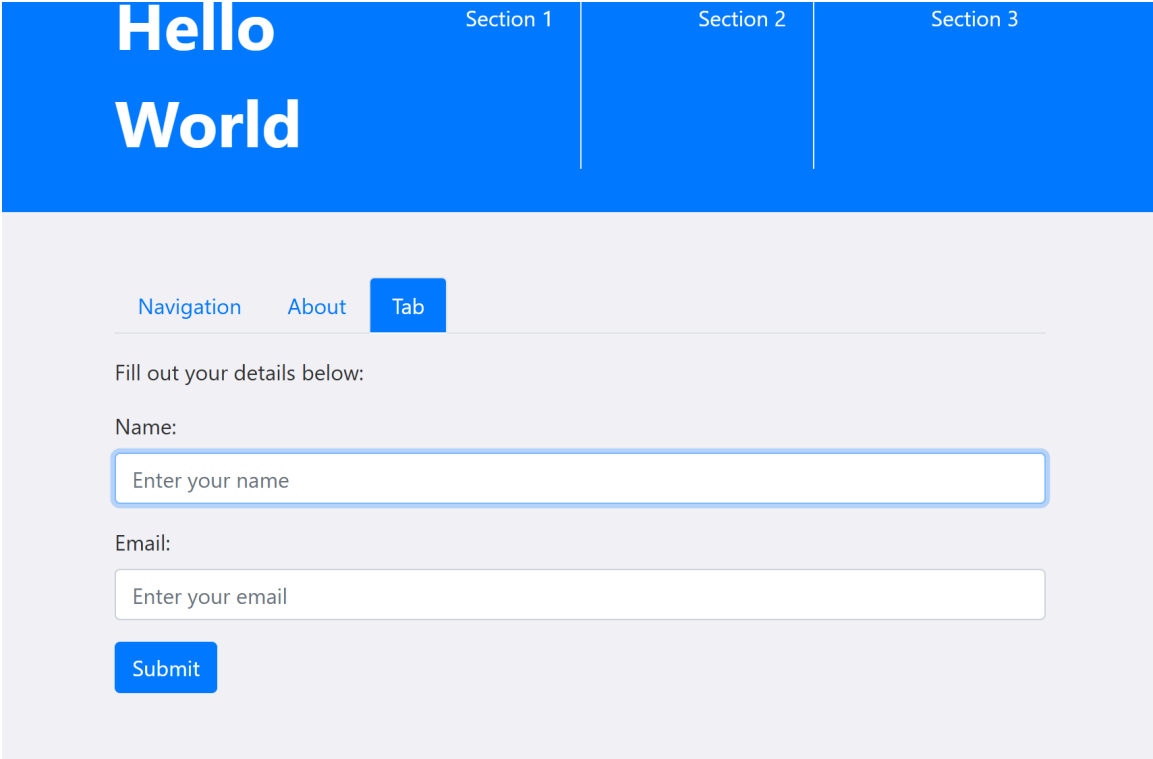 Hello
World
Section 1
Section 2
Section 3
Navigation About Tab
Fill out your details below:
Name:
Enter your name
Email:
Enter your email
Submit